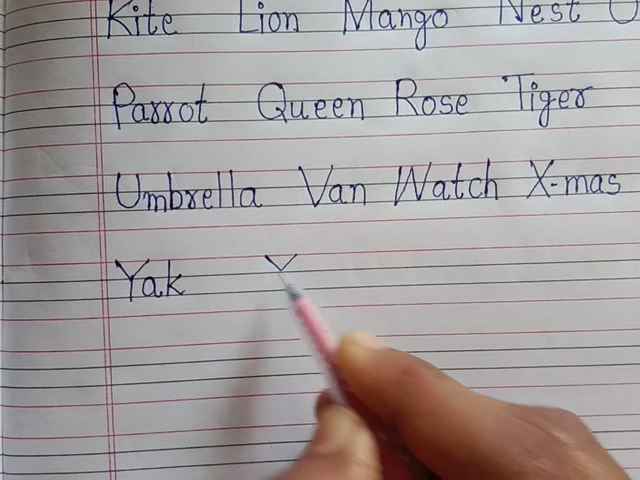 Kite Lion Mango Nest
Parrot Queen Rose Tiger
Umbrella Van Watch X-mas
Yak